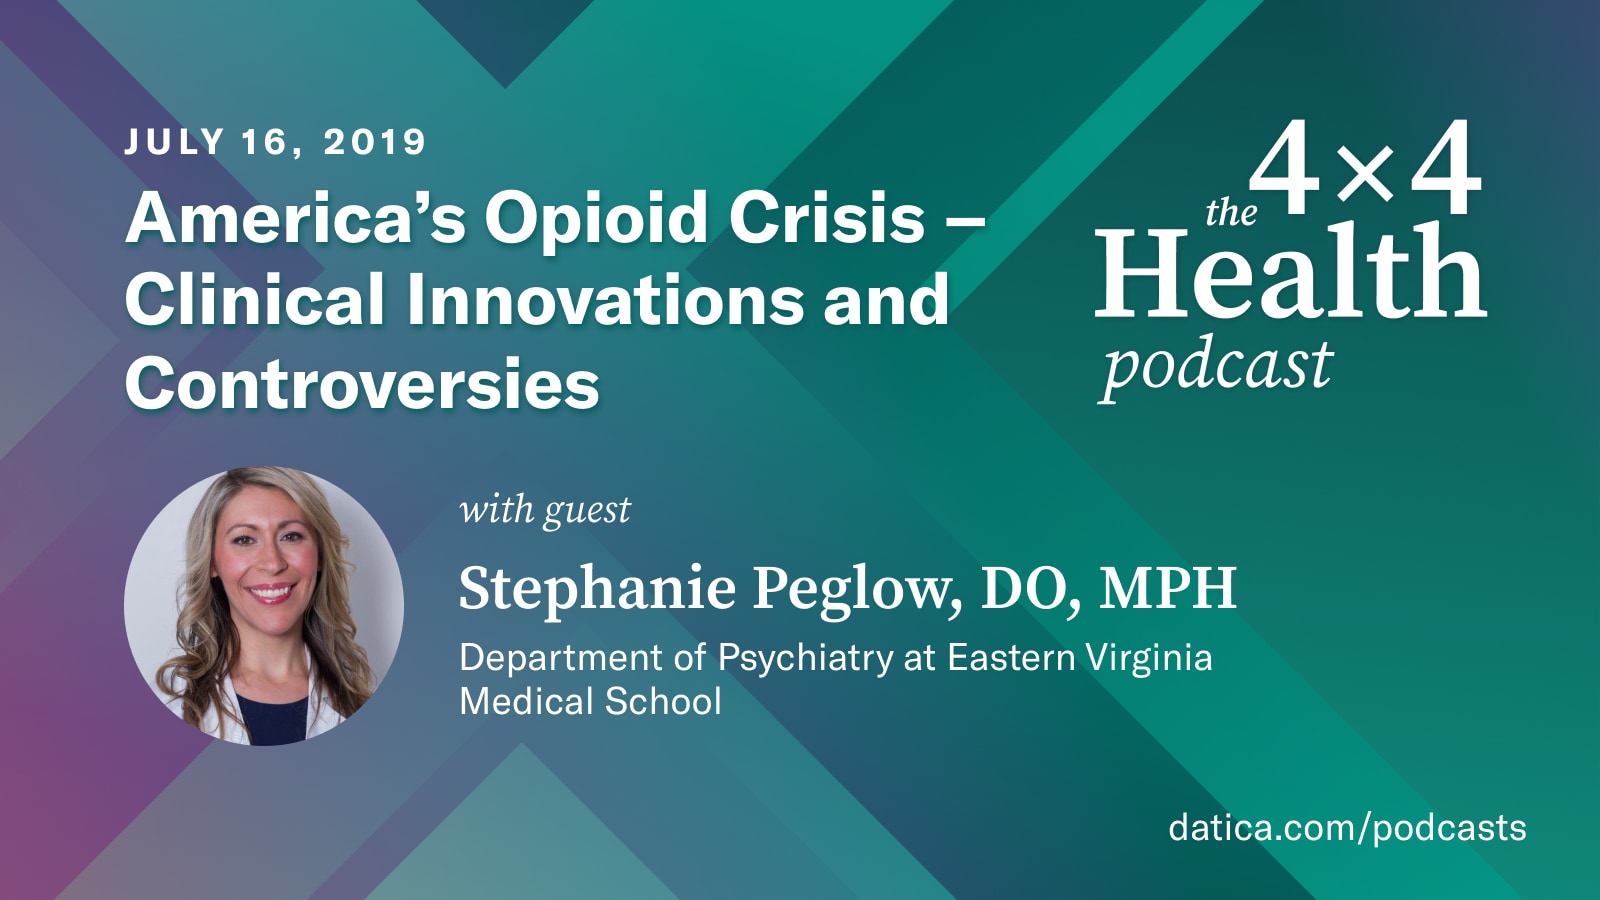 JULY 16, 2019
America’s Opioid Crisis –
Clinical Innovations and
Controversies
the 4×4
Health
podcast
with guest
Stephanie Peglow, DO, MPH
Department of Psychiatry at Eastern Virginia
Medical School
datica.com/podcasts